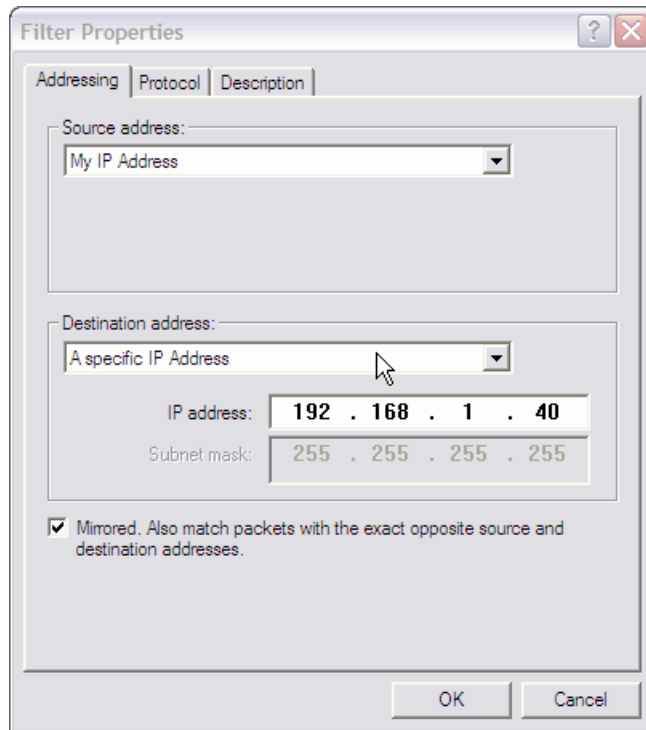 Filter Properties
?
Addressing
Protocol
Description
Source address:
My IP Address
Destination address:
A specific IP Address
IP address: 192 . 168 . 1 . 40
Subnet mask: 255 . 255 . 255 . 255
Mirrored. Also match packets with the exact opposite source and
destination addresses.
OK
Cancel